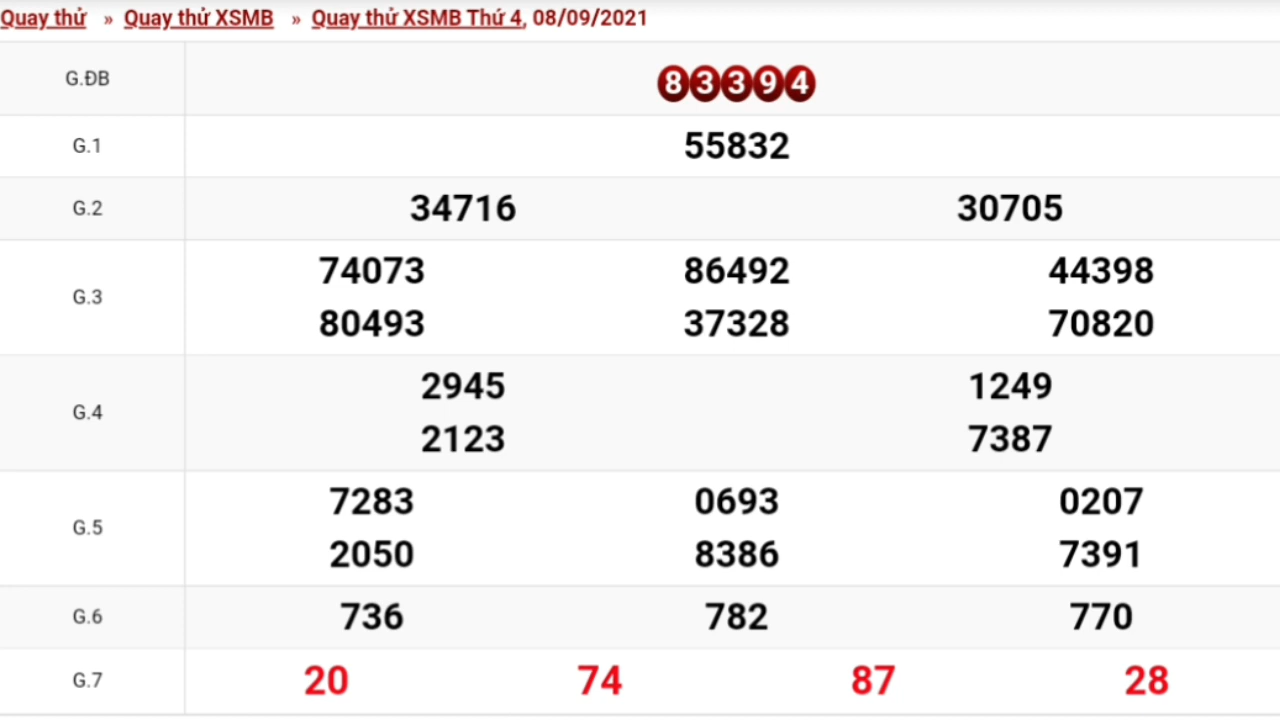 Quay thử » Quay thử XSMB » Quay thử XSMB Thứ 4, 08/09/2021
G.ĐB 83394
G.1 55832
G.2 34716 30705
G.3 74073 86492 44398
80493 37328 70820
G.4 2945 1249
2123 7387
G.5 7283 0693 0207
2050 8386 7391
G.6 736 782 770
G.7 20 74 87 28